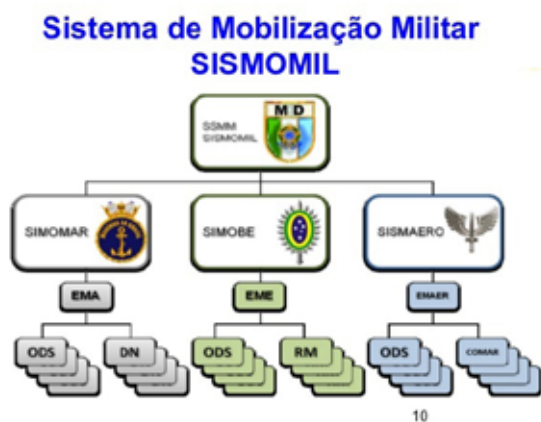 Sistema de Mobilização Militar
SISMOMIL
SSMM
SISMOMIL
MD
SIMOMAR
SIMOBE
SISMAERO
EMA
EME
EMAER
ODS
DN
ODS
RM
ODS
COMAR
10